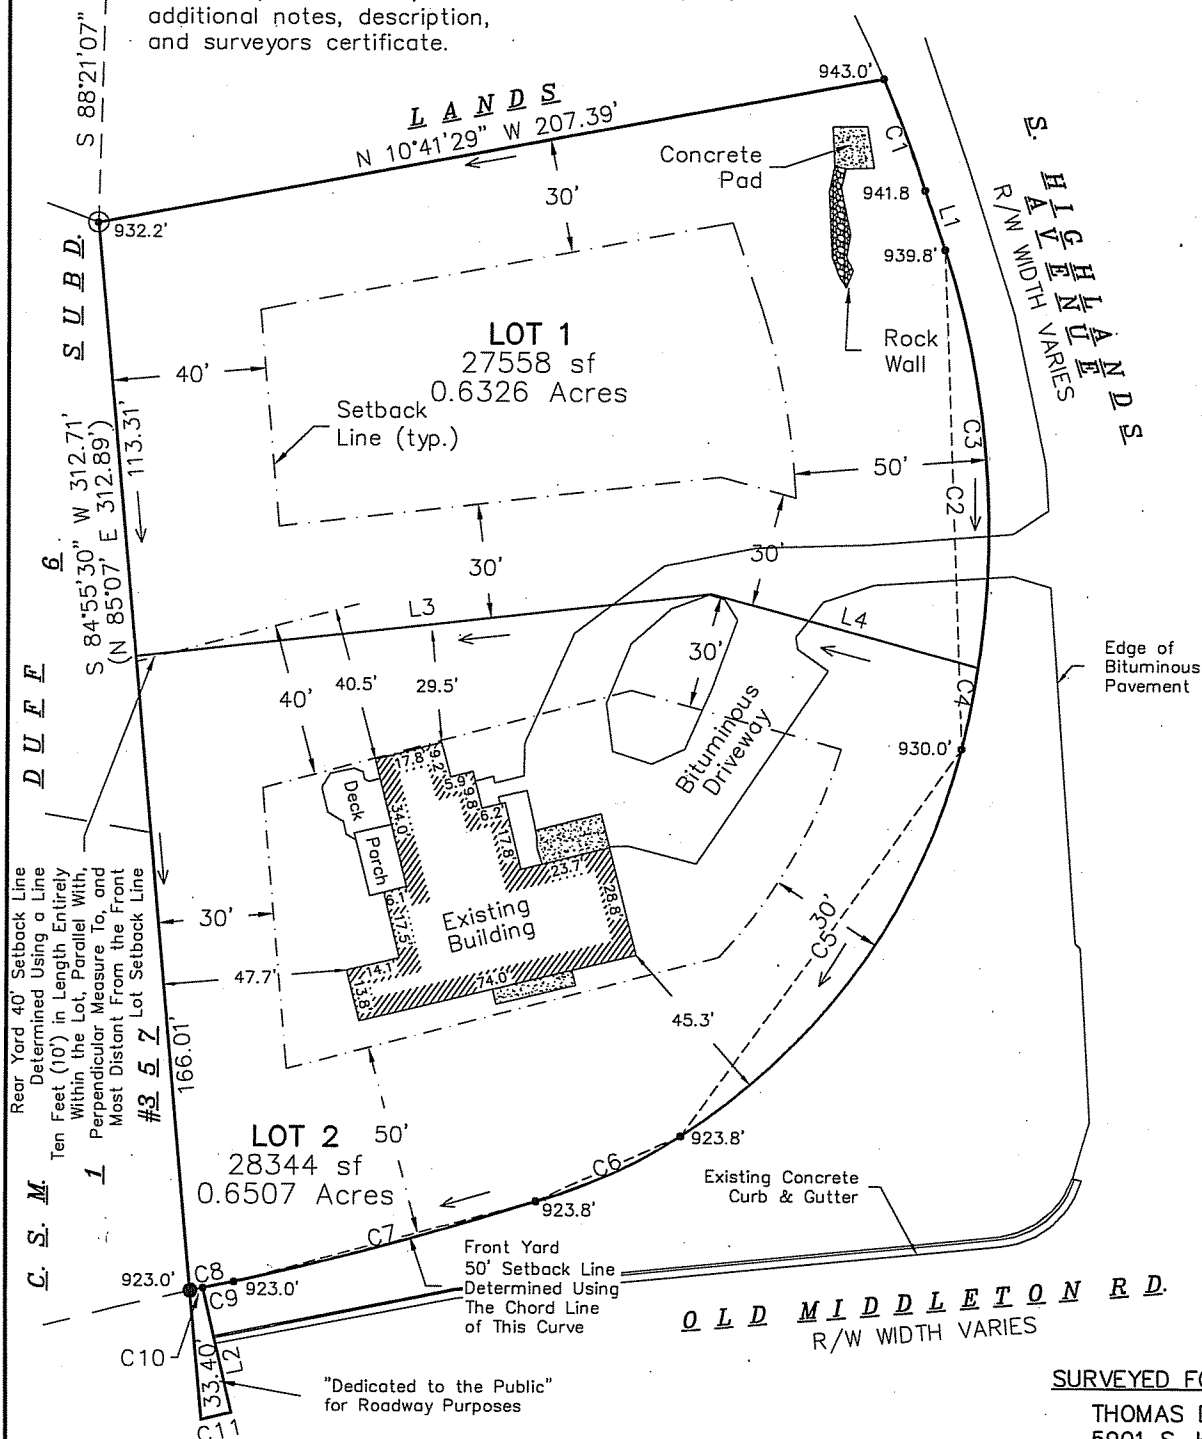 additional notes, description,
and surveyors certificate.
S 88°21'07"
943.0'
L A N D S
N 10°41'29" W 207.39'
C1
Concrete
Pad
941.8
L1
S. H I G H L A N D S
A V E N U E
R/W WIDTH VARIES
30'
932.2'
939.8'
LOT 1
27558 sf
0.6326 Acres
Rock
Wall
40'
Setback
Line (typ.)
113.31'
S 84°55'30" W 312.71'
(N 85°07' E 312.89')
50'
C3
C2
30'
30'
L3
L4
C4
C. S. M.
1
#3 5 7
6
D U F F
S U B D.
Edge of
Bituminous
Pavement
40'
40.5'
29.5'
30'
930.0'
Bituminous
Driveway
17.8'
9.2'
5.9'
9.8'
6.2'
17.8'
23.7'
28.8'
34.0'
Deck
Porch
6.1'
17.5'
14.1'
13.8'
74.0'
Existing
Building
30'
47.7'
30'
C5
45.3'
Rear Yard 40' Setback Line
Determined Using a Line
Ten Feet (10') in Length Entirely
Within the Lot, Parallel With,
Perpendicular Measure To, and
Most Distant From the Front
Lot Setback Line
166.01'
LOT 2
28344 sf
0.6507 Acres
50'
923.8'
C6
923.8'
Existing Concrete
Curb & Gutter
C7
Front Yard
50' Setback Line
Determined Using
The Chord Line
of This Curve
923.0'
C8
C9
923.0'
C10
33.40'
L2
C11
"Dedicated to the Public"
for Roadway Purposes
O L D M I D D L E T O N R D.
R/W WIDTH VARIES
SURVEYED FO
THOMAS